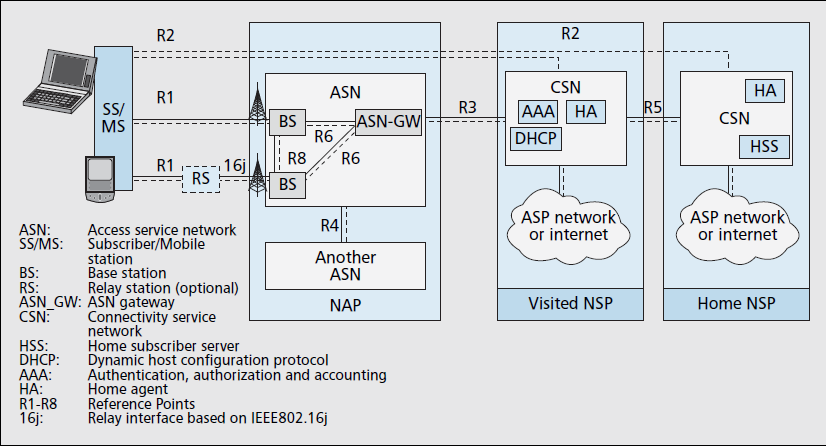 R2
R2
SS/
MS
R1
R1
RS
16j
ASN
BS
ASN-GW
R6
R8
R6
BS
R4
Another
ASN
NAP
R3
CSN
AAA
HA
DHCP
ASP network
or internet
Visited NSP
R5
HA
CSN
HSS
ASP network
or internet
Home NSP
ASN: Access service network
SS/MS: Subscriber/Mobile
station
BS: Base station
RS: Relay station (optional)
ASN_GW: ASN gateway
CSN: Connectivity service
network
HSS: Home subscriber server
DHCP: Dynamic host configuration protocol
AAA: Authentication, authorization and accounting
HA: Home agent
R1-R8 Reference Points
16j: Relay interface based on IEEE802.16j